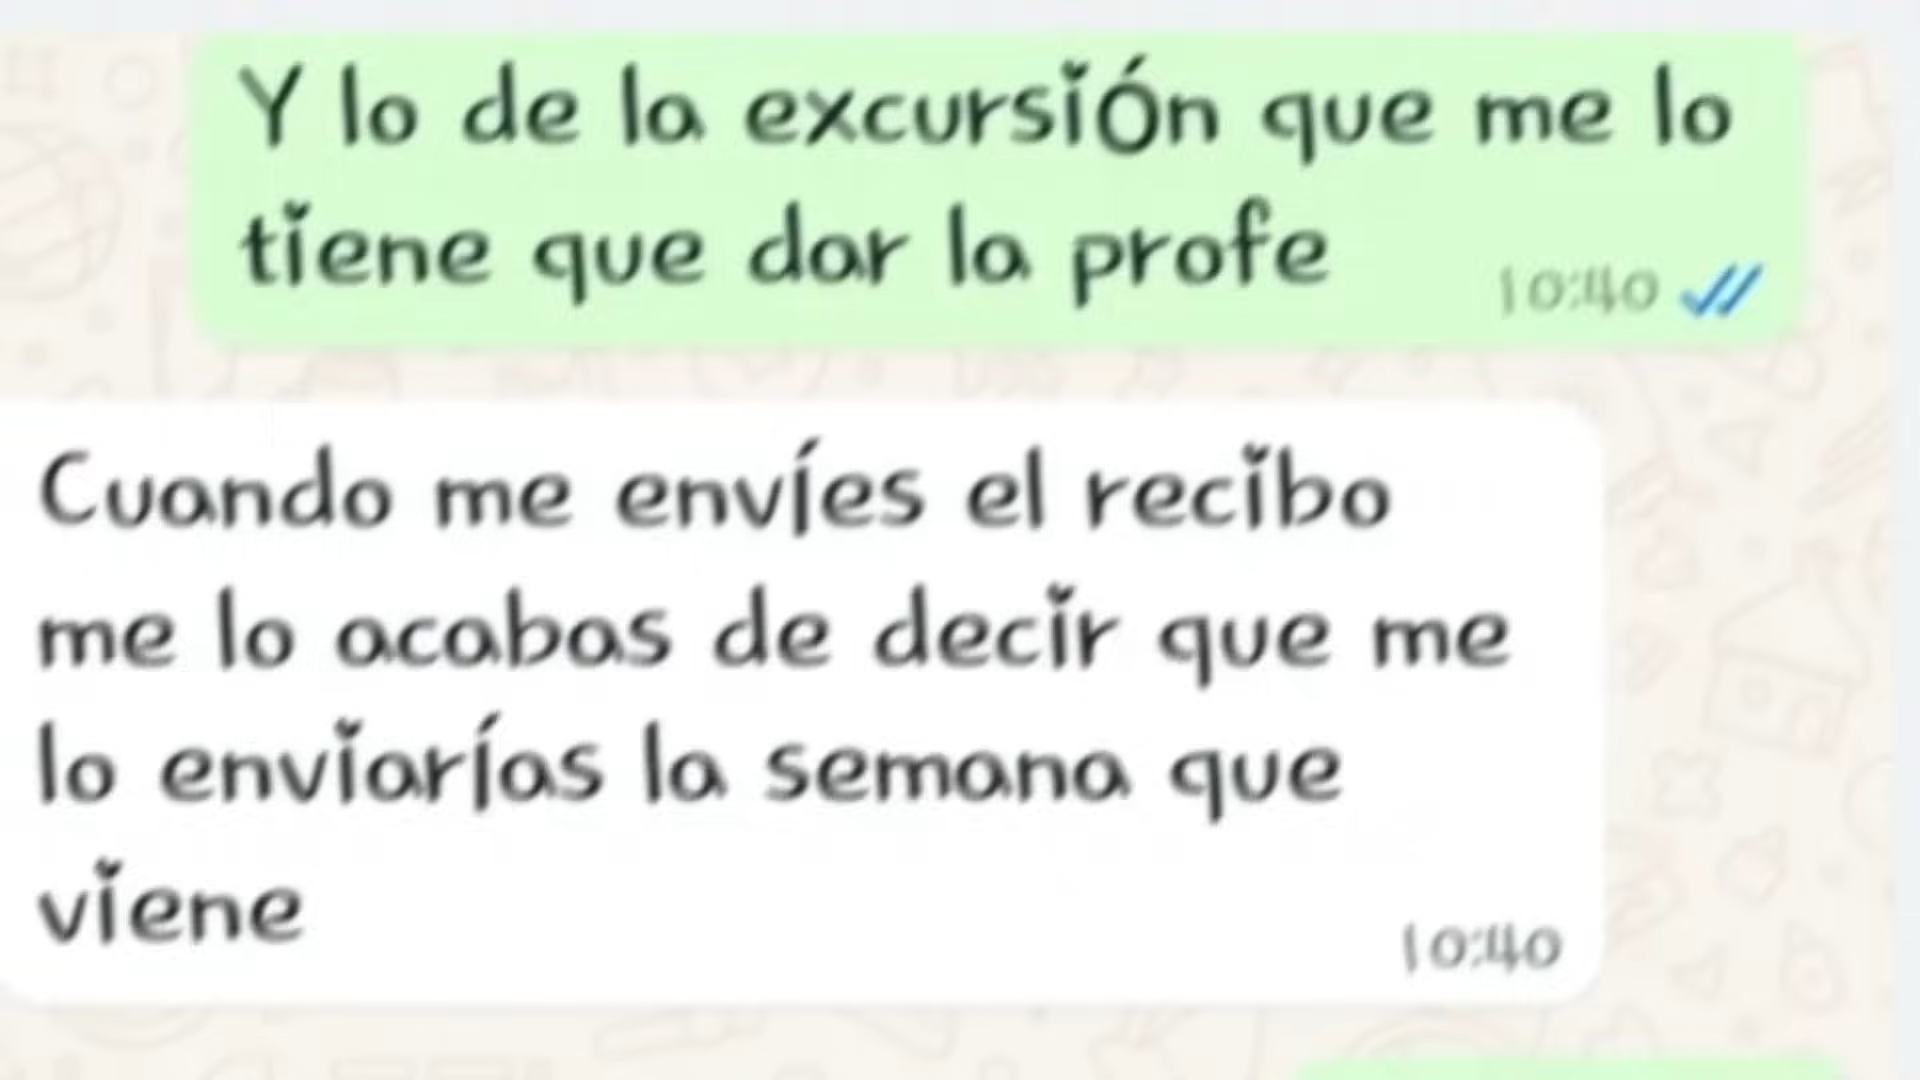 Y lo de la excursión que me lo
tiene que dar la profe
10:40
Cuando me envíes el recibo
me lo acabas de decir que me
lo enviarías la semana que
viene
10:40